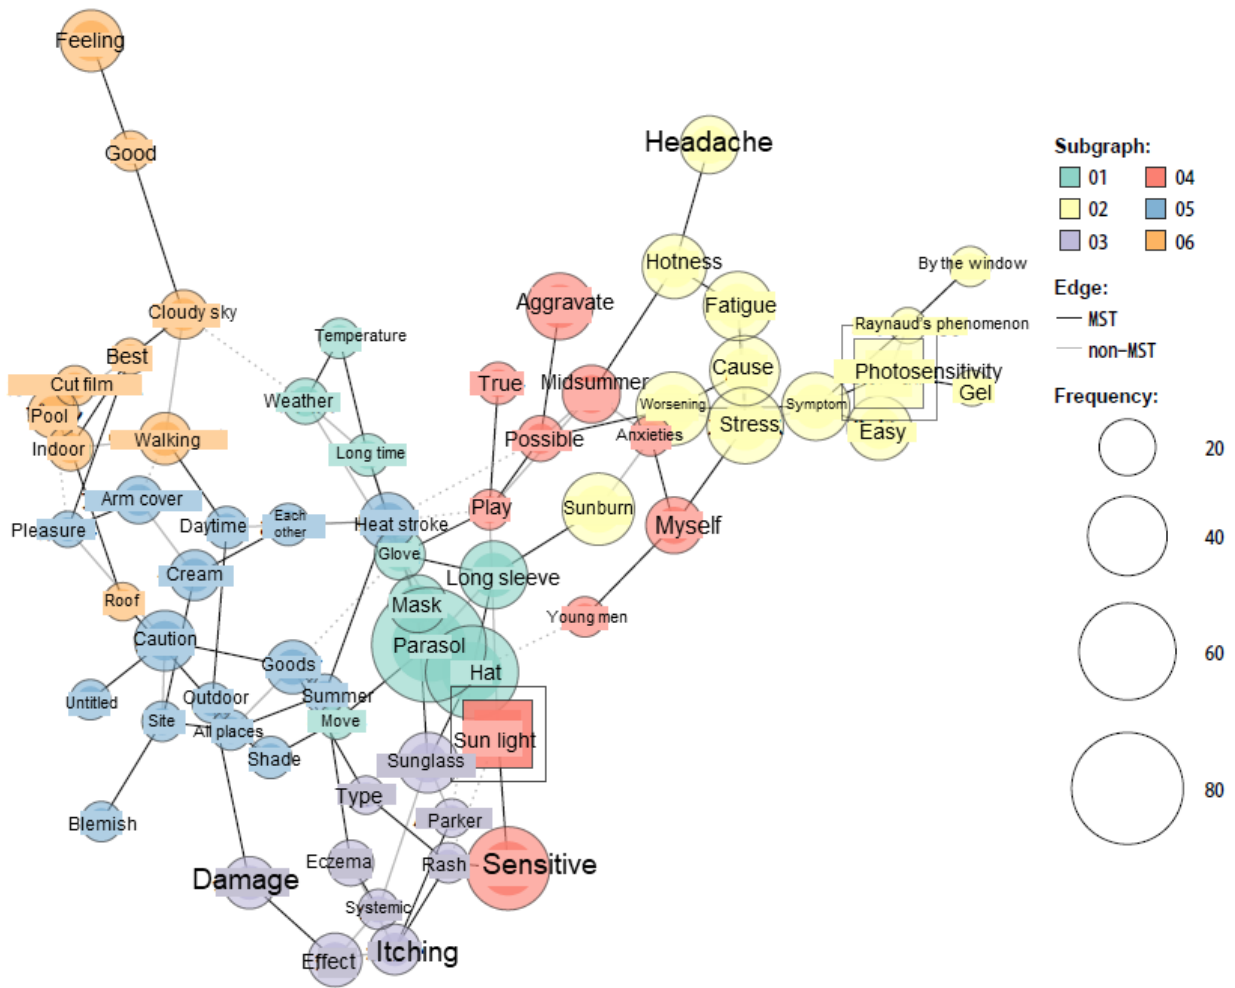 Feeling
Good
Headache
Subgraph:
01
04
02
05
03
06
Hotness
By the window
Edge:
MST
non-MST
Cloudy sky
Aggravate
Fatigue
Raynaud's phenomenon
Temperature
Best
Cut film
True
Midsummer
Cause
Photosensitivity
Gel
Frequency:
Pool
Weather
Worsening
Symptom
20
Indoor
Walking
Long time
Possible
Anxieties
Stress
Easy
Arm cover
Play
Sunburn
Pleasure
Daytime
Each
other
Heat stroke
Myself
40
Glove
Cream
Long sleeve
Roof
Mask
Young men
Caution
Parasol
60
Goods
Hat
Untitled
Outdoor
Summer
Site
All places
Move
Sun light
Shade
Sunglass
Type
80
Blemish
Parker
Eczema
Rash
Sensitive
Damage
Systemic
Effect
Itching